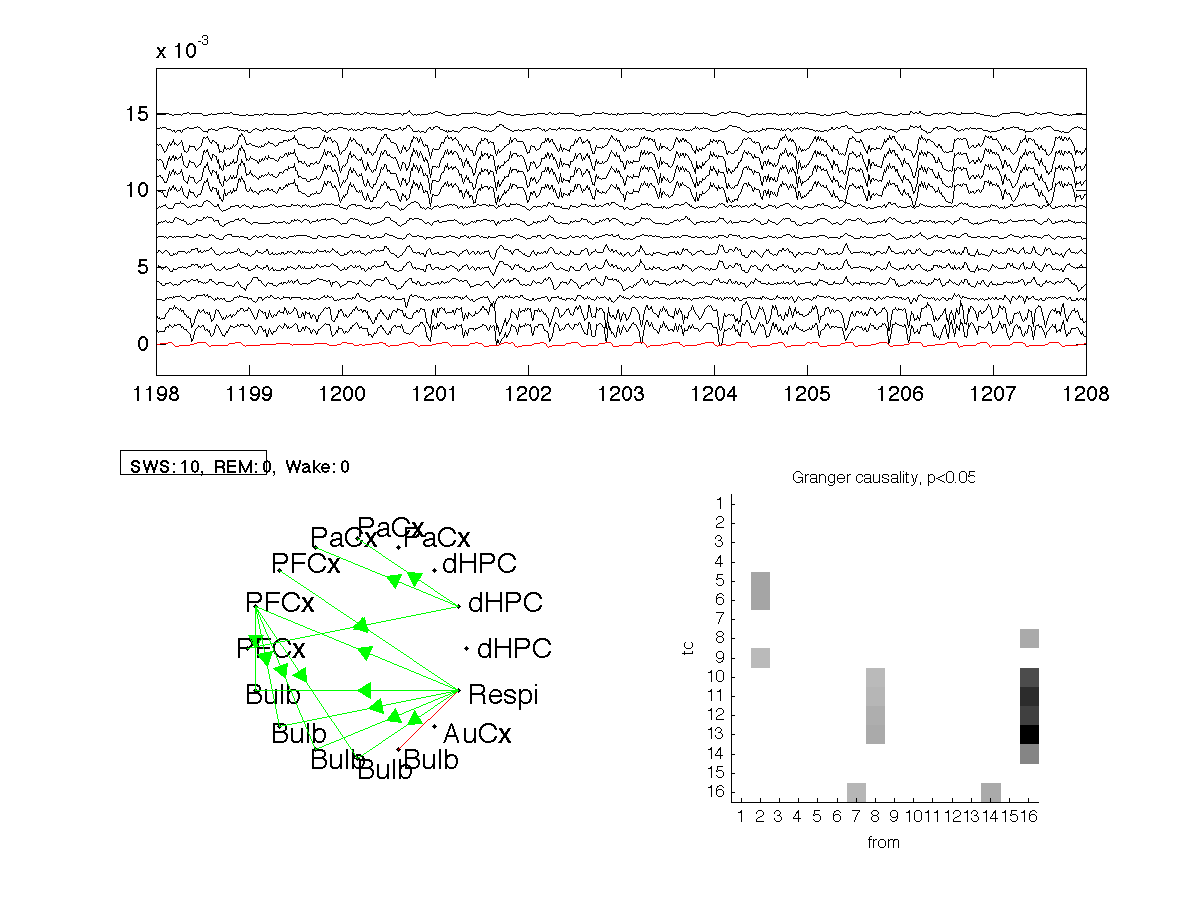 x 10-3
15
10
5
0
1198 1199 1200 1201 1202 1203 1204 1205 1206 1207 1208
SWS:10, REM:0, Wake:0
PaCx
PaCx PaCx
PFCx dHPC
PFCx dHPC
PFCx dHPC
Bulb Respi
Bulb AuCx
Bulb Bulb
Bulb
Granger causality, p<0.05
1
2
3
4
5
6
7
8
9
10
11
12
13
14
15
16
tc
1 2 3 4 5 6 7 8 9 10 11 12 13 14 15 16
from